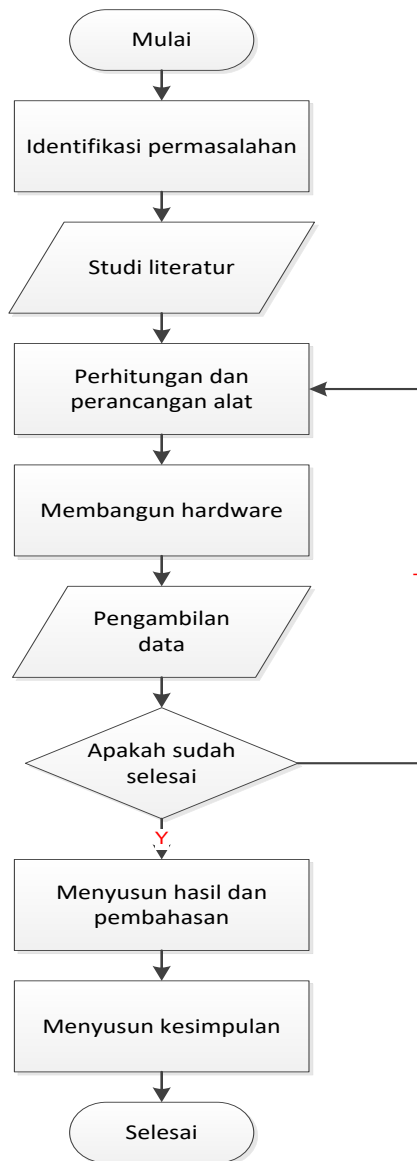 Mulai
Identifikasi permasalahan
Studi literatur
Perhitungan dan
perancangan alat
Membangun hardware
Pengambilan
data
Apakah sudah
selesai
Y
Menyusun hasil dan
pembahasan
Menyusun kesimpulan
Selesai